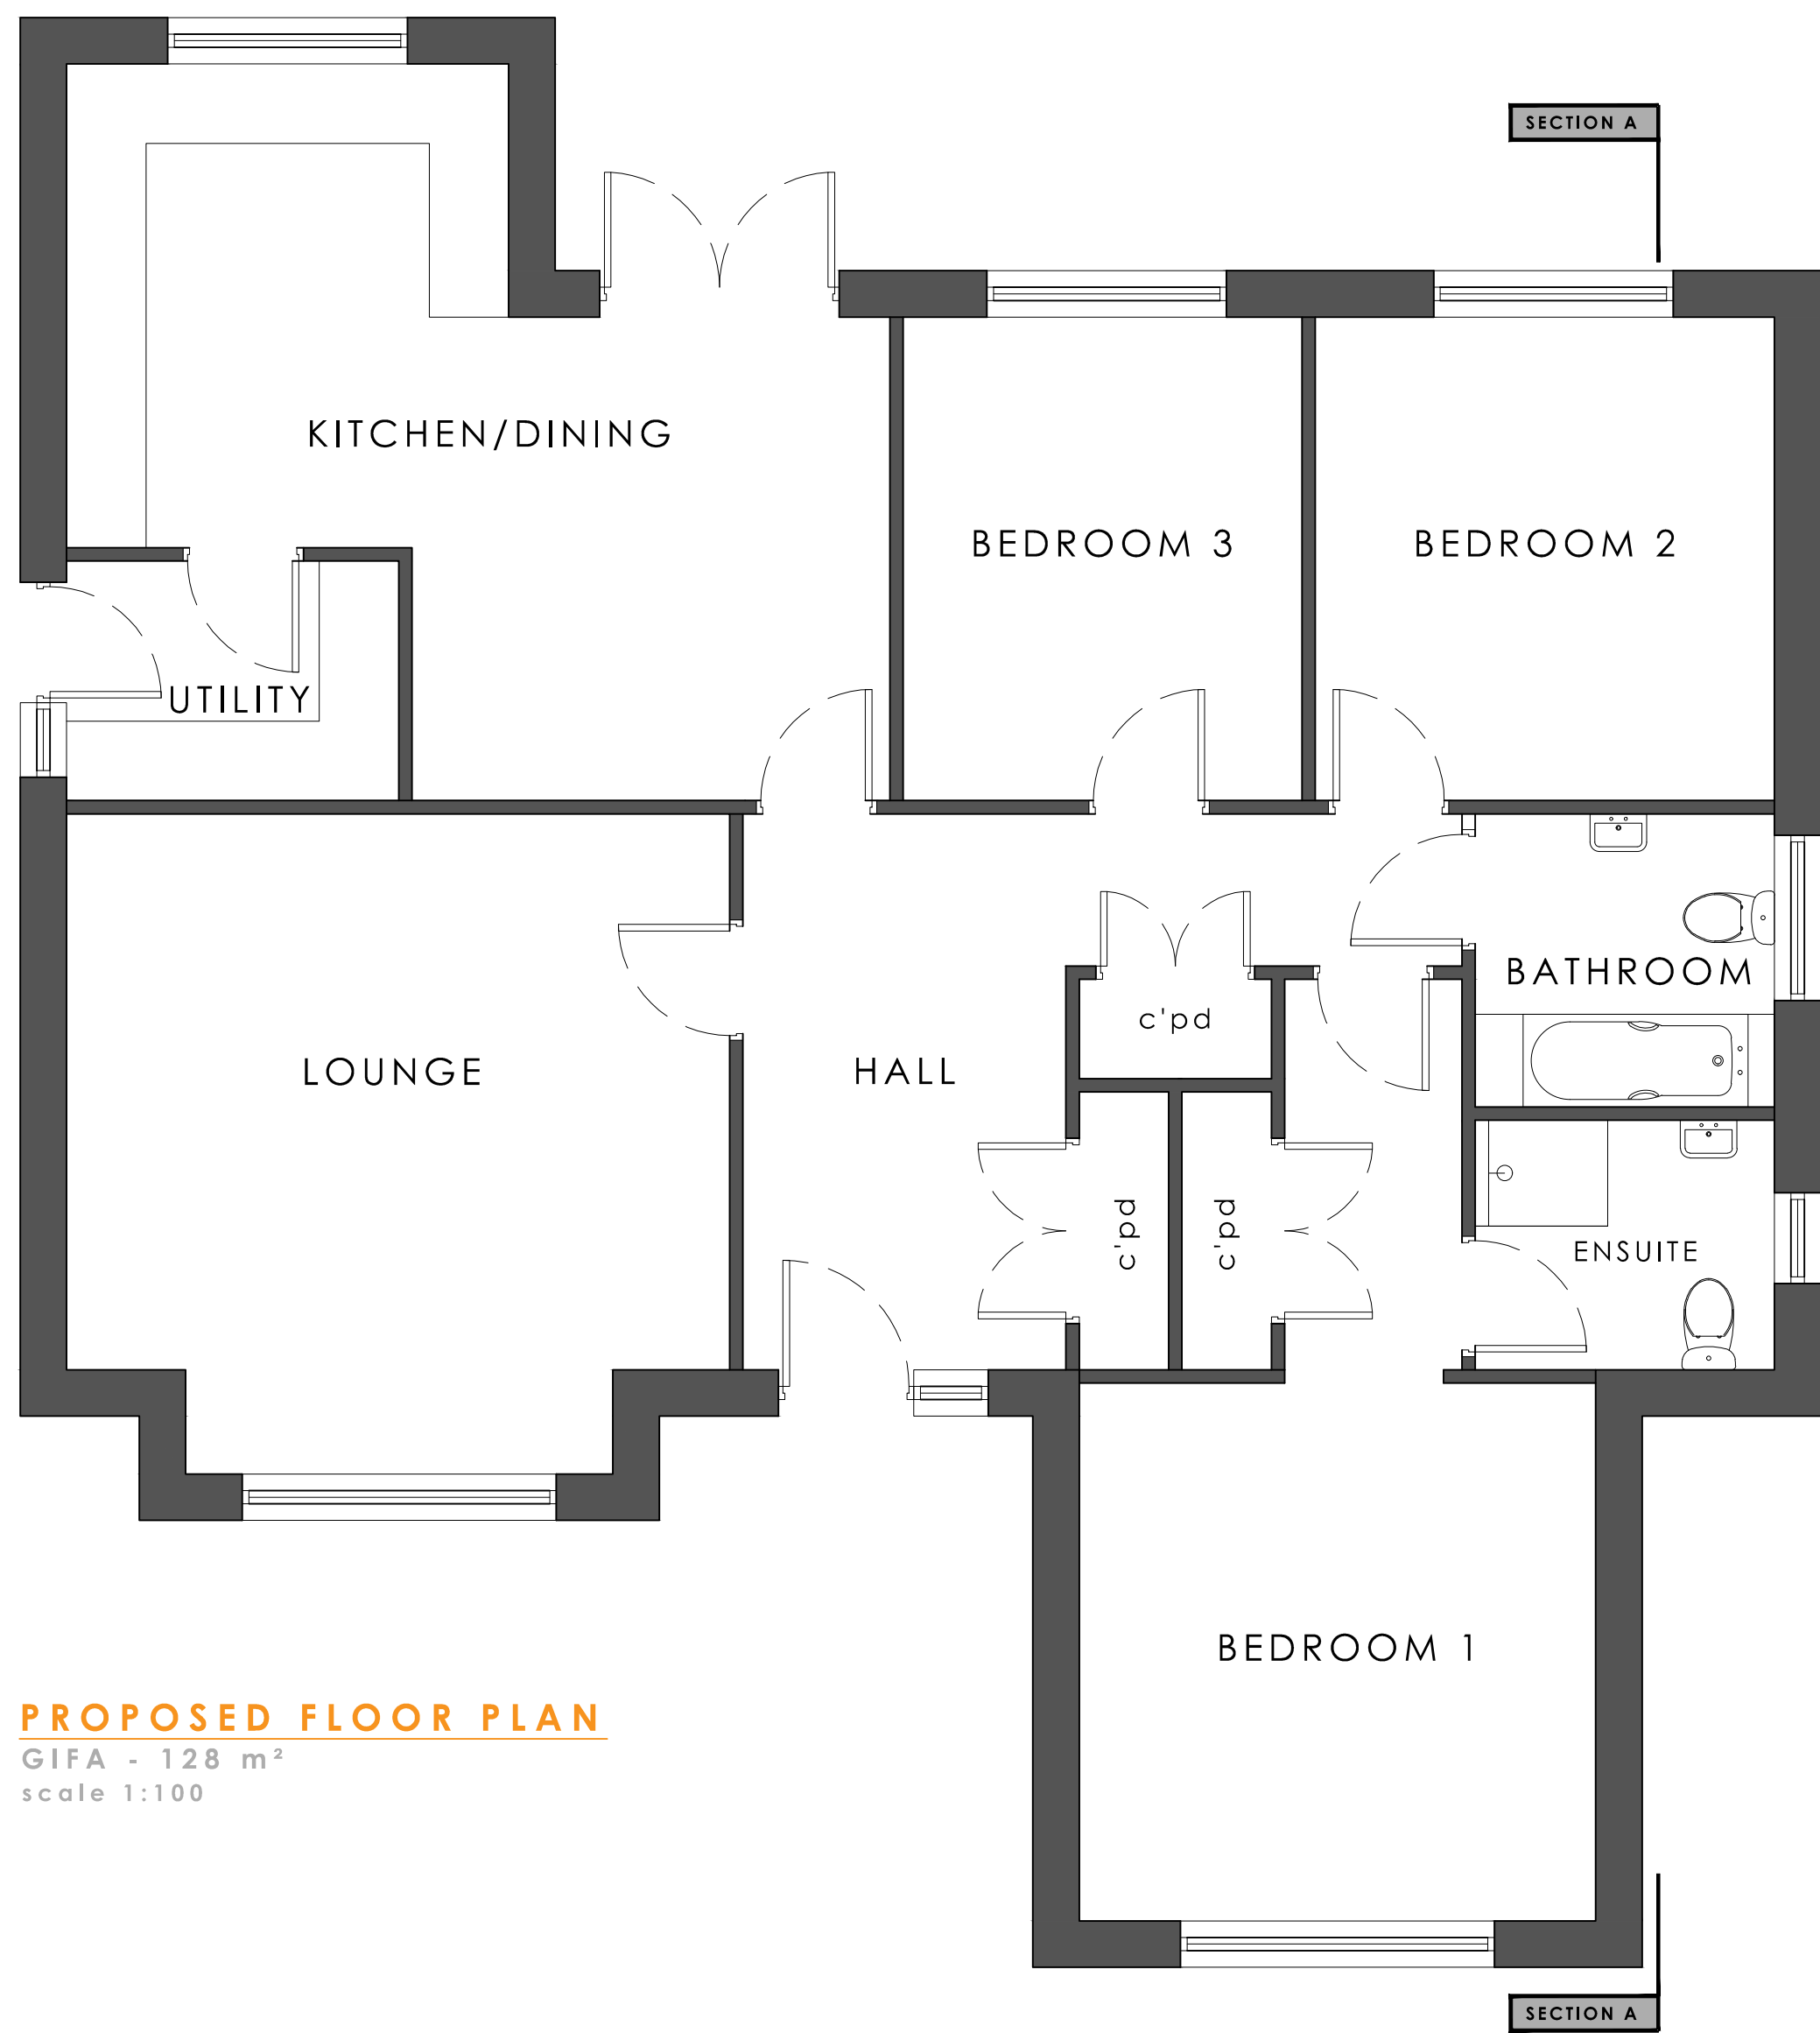 SECTION A
KITCHEN/DINING
BEDROOM 3
BEDROOM 2
UTILITY
BATHROOM
c'pd
LOUNGE
HALL
c'pd
c'pd
ENSUITE
BEDROOM 1
PROPOSED FLOOR PLAN
GIFA - 128 m²
scale 1:100
SECTION A